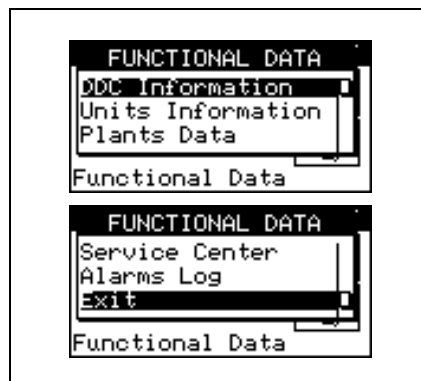 FUNCTIONAL DATA
DDC Information
Units Information
Plants Data
Functional Data
FUNCTIONAL DATA
Service Center
Alarms Log
Exit
Functional Data